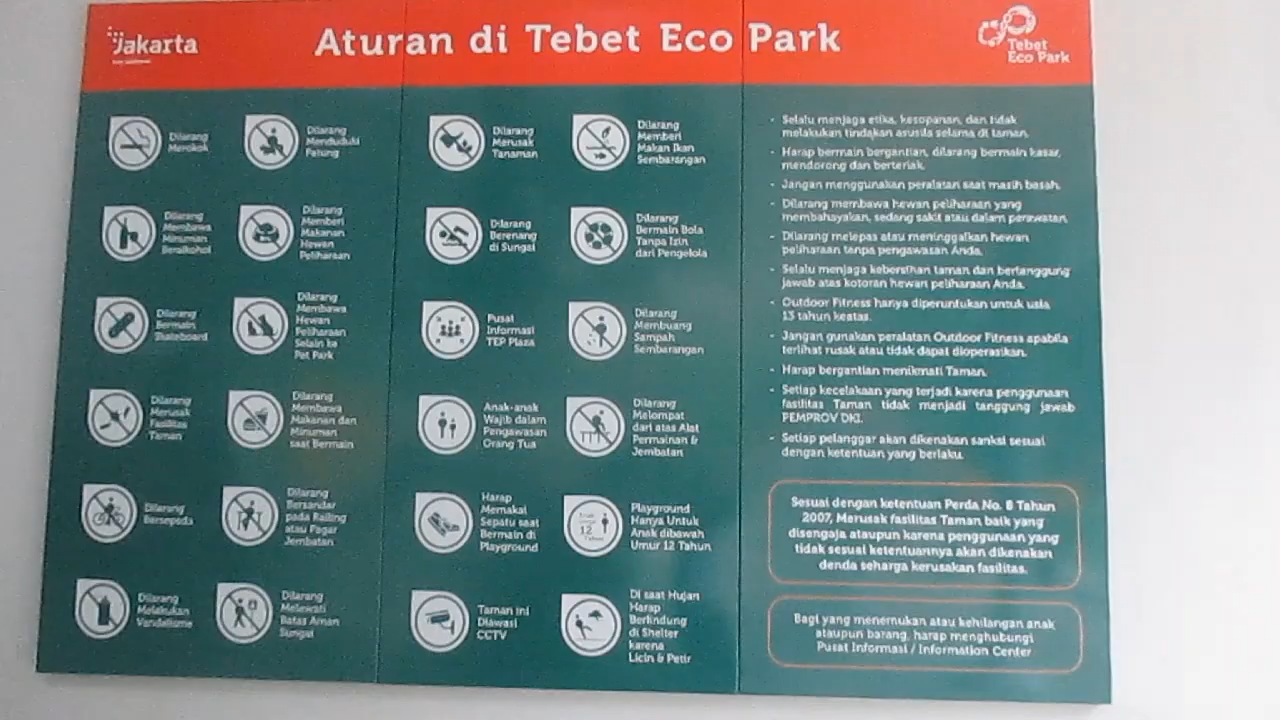 Jakarta
Aturan di Tebet Eco Park
Tebet
Eco Park
Dilarang
Merokok
Dilarang
Menduduki
Patung
Dilarang
Membawa
Minuman
Beralkohol
Dilarang
Memberi
Makanan
Hewan
Peliharaan
Dilarang
Bermain
Skateboard
Dilarang
Membawa
Hewan
Peliharaan
Selain ke
Pet Park
Dilarang
Merusak
Fasilitas
Taman
Dilarang
Membawa
Makanan dan
Minuman
saat Bermain
Dilarang
Bersepeda
Dilarang
Bersandar
pada Railing
atau Pagar
Jembatan
Dilarang
Melakukan
Vandalisme
Dilarang
Melewati
Batas Aman
Sungai
Dilarang
Merusak
Tanaman
Dilarang
Memberi
Makan Ikan
Sembarangan
Dilarang
Berenang
di Sungai
Dilarang
Bermain Bola
Tanpa Izin
dari Pengelola
Pusat
Informasi
TEP Plaza
Dilarang
Membuang
Sampah
Sembarangan
Anak-anak
Wajib dalam
Pengawasan
Orang Tua
Dilarang
Melompat
dari atas Alat
Permainan &
Jembatan
Harap
Memakai
Sepatu saat
Bermain di
Playground
12
Playground
Hanya Untuk
Anak dibawah
Umur 12 Tahun
Taman ini
Diawasi
CCTV
Di saat Hujan
Harap
Berlindung
di Shelter
karena
Licin & Petir
- Selalu menjaga etika, kesopanan, dan tidak
melakukan tindakan asusila selama di taman.
- Harap bermain bergantian, dilarang bermain kasar,
mendorong dan berteriak.
- Jangan menggunakan peralatan saat masih basah.
- Dilarang membawa hewan peliharaan yang
membahayakan, sedang sakit atau dalam perawatan.
- Dilarang melepas atau meninggalkan hewan
peliharaan tanpa pengawasan Anda.
- Selalu menjaga kebersihan taman dan bertanggung
jawab atas kotoran hewan peliharaan Anda.
- Outdoor Fitness hanya diperuntukan untuk usia
13 tahun keatas.
- Jangan gunakan peralatan Outdoor Fitness apabila
terlihat rusak atau tidak dapat dioperasikan.
- Harap bergantian menikmati Taman.
- Setiap kecelakaan yang terjadi karena penggunaan
fasilitas Taman tidak menjadi tanggung jawab
PEMPROV DKI.
- Setiap pelanggar akan dikenakan sanksi sesuai
dengan ketentuan yang berlaku.
Sesuai dengan ketentuan Perda No. 8 Tahun
2007, Merusak fasilitas Taman baik yang
disengaja ataupun karena penggunaan yang
tidak sesuai ketentuannya akan dikenakan
denda seharga kerusakan fasilitas.
Bagi yang menemukan atau kehilangan anak
ataupun barang, harap menghubungi
Pusat Informasi / Information Center